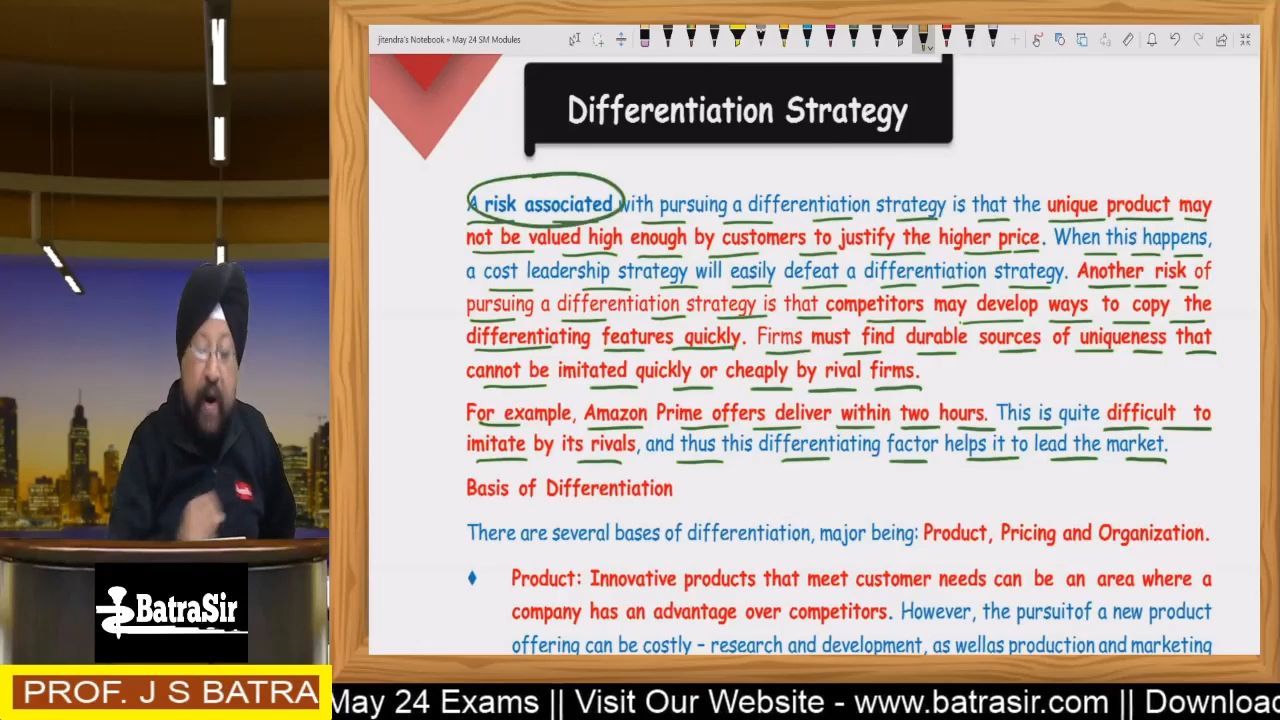 jitendra's Notebook » May 24 SM Modules
Differentiation Strategy
A risk associated with pursuing a differentiation strategy is that the unique product may
not be valued high enough by customers to justify the higher price. When this happens,
a cost leadership strategy will easily defeat a differentiation strategy. Another risk of
pursuing a differentiation strategy is that competitors may develop ways to copy the
differentiating features quickly. Firms must find durable sources of uniqueness that
cannot be imitated quickly or cheaply by rival firms.
For example, Amazon Prime offers deliver within two hours. This is quite difficult to
imitate by its rivals, and thus this differentiating factor helps it to lead the market.
Basis of Differentiation
There are several bases of differentiation, major being: Product, Pricing and Organization.
♦ Product: Innovative products that meet customer needs can be an area where a
company has an advantage over competitors. However, the pursuitof a new product
offering can be costly – research and development, as wellas production and marketing
BatraSir
PROF. J S BATRA
May 24 Exams || Visit Our Website - www.batrasir.com || Download